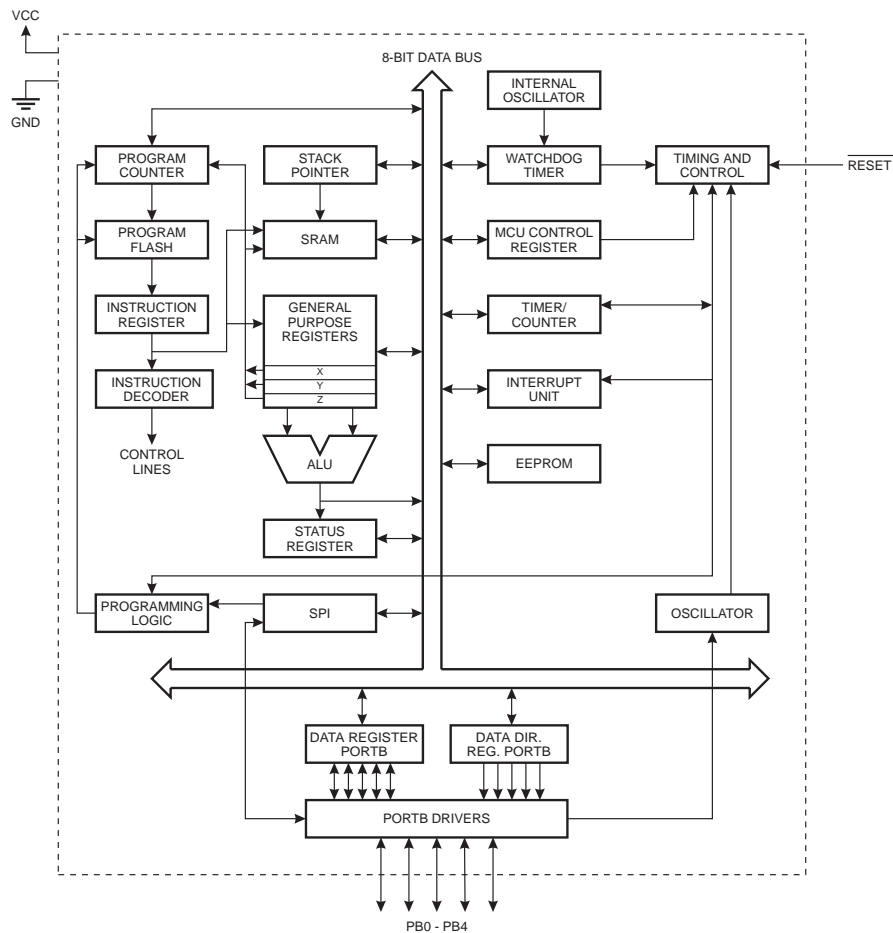 VCC
8-BIT DATA BUS
GND
INTERNAL
OSCILLATOR
PROGRAM
COUNTER
STACK
POINTER
WATCHDOG
TIMER
TIMING AND
CONTROL
RESET
PROGRAM
FLASH
SRAM
MCU CONTROL
REGISTER
INSTRUCTION
REGISTER
GENERAL
PURPOSE
REGISTERS
X
Y
Z
TIMER/
COUNTER
INSTRUCTION
DECODER
INTERRUPT
UNIT
CONTROL
LINES
ALU
EEPROM
STATUS
REGISTER
PROGRAMMING
LOGIC
SPI
OSCILLATOR
DATA REGISTER
PORTB
DATA DIR.
REG. PORTB
PORTB DRIVERS
PB0 - PB4